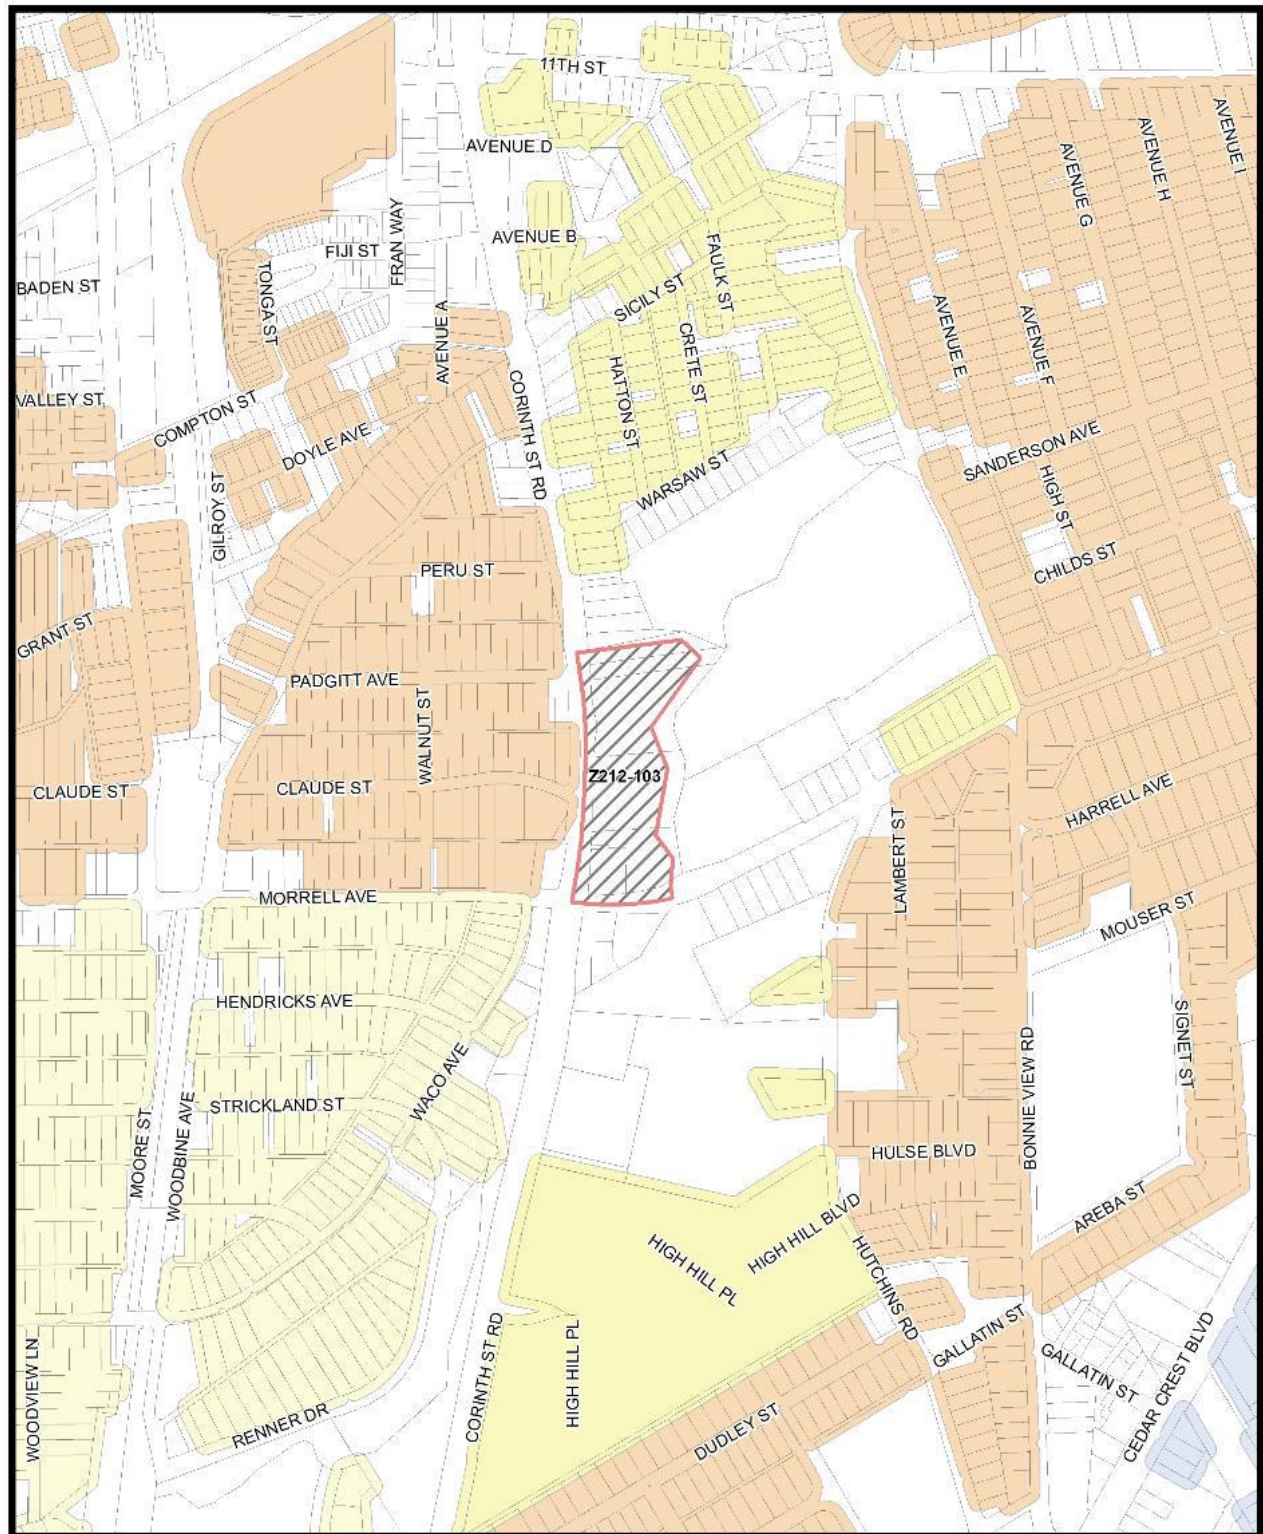 11TH ST
AVENUE D
AVENUE G
AVENUE H
AVENUE I
FRAN WAY
AVENUE B
FIJI ST
TONGA ST
BADEN ST
FAULK ST
SICILY ST
AVENUE A
CRETE ST
AVENUE E
AVENUE F
HATTON ST
CORINTH ST RD
VALLEY ST
COMPTON ST
DOYLE AVE
SANDERSON AVE
WARSAW ST
HIGH ST
GILROY ST
PERU ST
CHILDS ST
GRANT ST
PADGITT AVE
WALNUT ST
Z212-103
CLAUDE ST
CLAUDE ST
HARRELL AVE
LAMBERT ST
MORRELL AVE
MOUSER ST
HENDRICKS AVE
SIGNET ST
WACO AVE
STRICKLAND ST
BONNIE VIEW RD
MOORE ST
WOODBINE AVE
HULSE BLVD
AREBA ST
HIGH HILL BLVD
HIGH HILL PL
HUTCHINS RD
GALLATIN ST
GALLATIN ST
CEDAR CREST BLVD
WOODVIEW LN
CORINTH ST RD
HIGH HILL PL
RENNER DR
DUDLEY ST